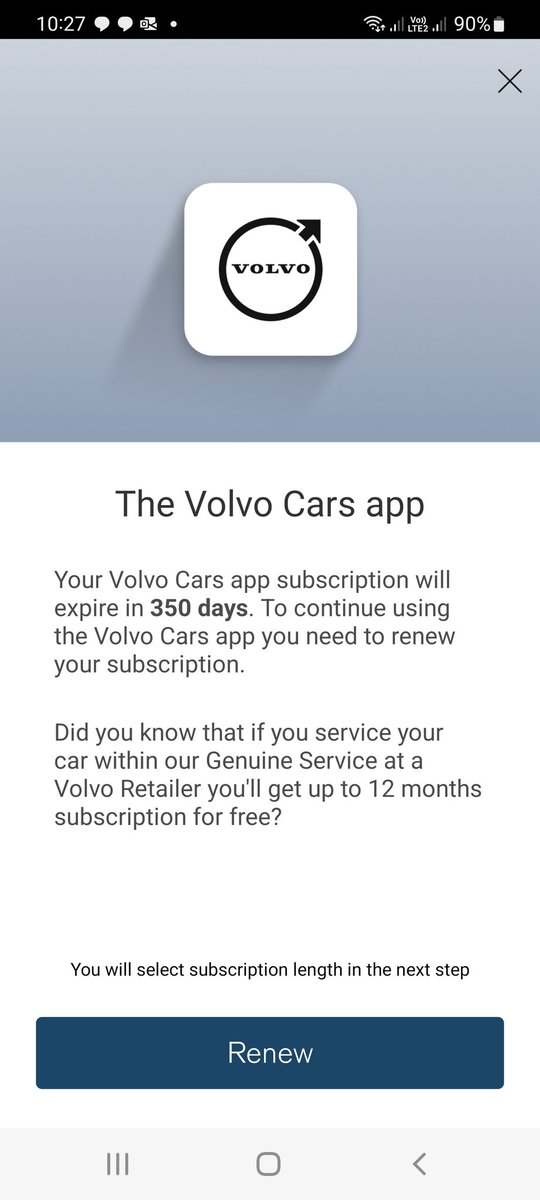 10:27
Vo))
LTE2
90%
VOLVO
The Volvo Cars app
Your Volvo Cars app subscription will
expire in 350 days. To continue using
the Volvo Cars app you need to renew
your subscription.
Did you know that if you service your
car within our Genuine Service at a
Volvo Retailer you'll get up to 12 months
subscription for free?
You will select subscription length in the next step
Renew